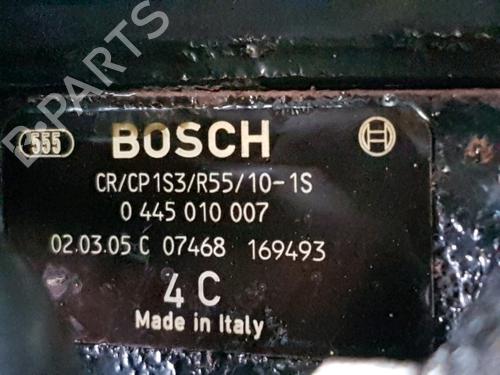 B-PARTS
555 BOSCH
CR/CP1S3/R55/10-1S
0 445 010 007
02.03.05 C 07468 169493
4 C
Made in Italy